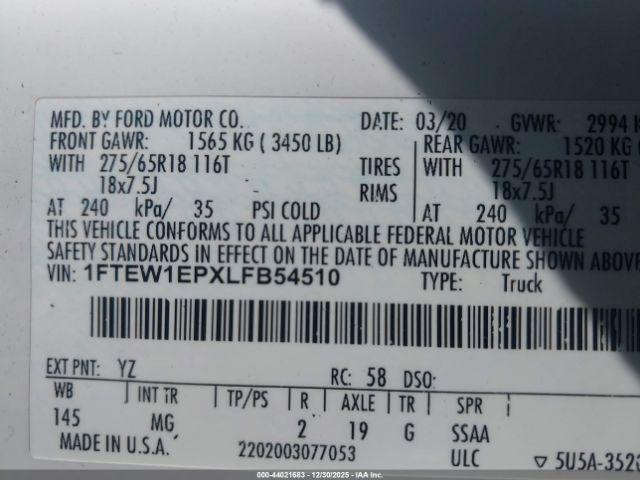 MFD. BY FORD MOTOR CO. DATE: 03/20 GVWR: 2994 K
FRONT GAWR: 1565 KG ( 3450 LB) REAR GAWR: 1520 KG
WITH 275/65R18 116T TIRES WITH 275/65R18 116T
18x7.5J RIMS 18x7.5J
AT 240 kPa/ 35 PSI COLD AT 240 kPa/ 35
THIS VEHICLE CONFORMS TO ALL APPLICABLE FEDERAL MOTOR VEHICLE
SAFETY STANDARDS IN EFFECT ON THE DATE OF MANUFACTURE SHOWN ABOVE
VIN: 1FTEW1EPXLFB54510 TYPE: Truck
EXT PNT: YZ RC: 58 DSO:
WB INT TR TP/PS R AXLE TR SPR
145 MG 2 19 G SSAA
MADE IN U.S.A. 2202003077053 ULC ▽ 5U5A-3520
00-44021683 - 12/30/2025 - IAA Inc.